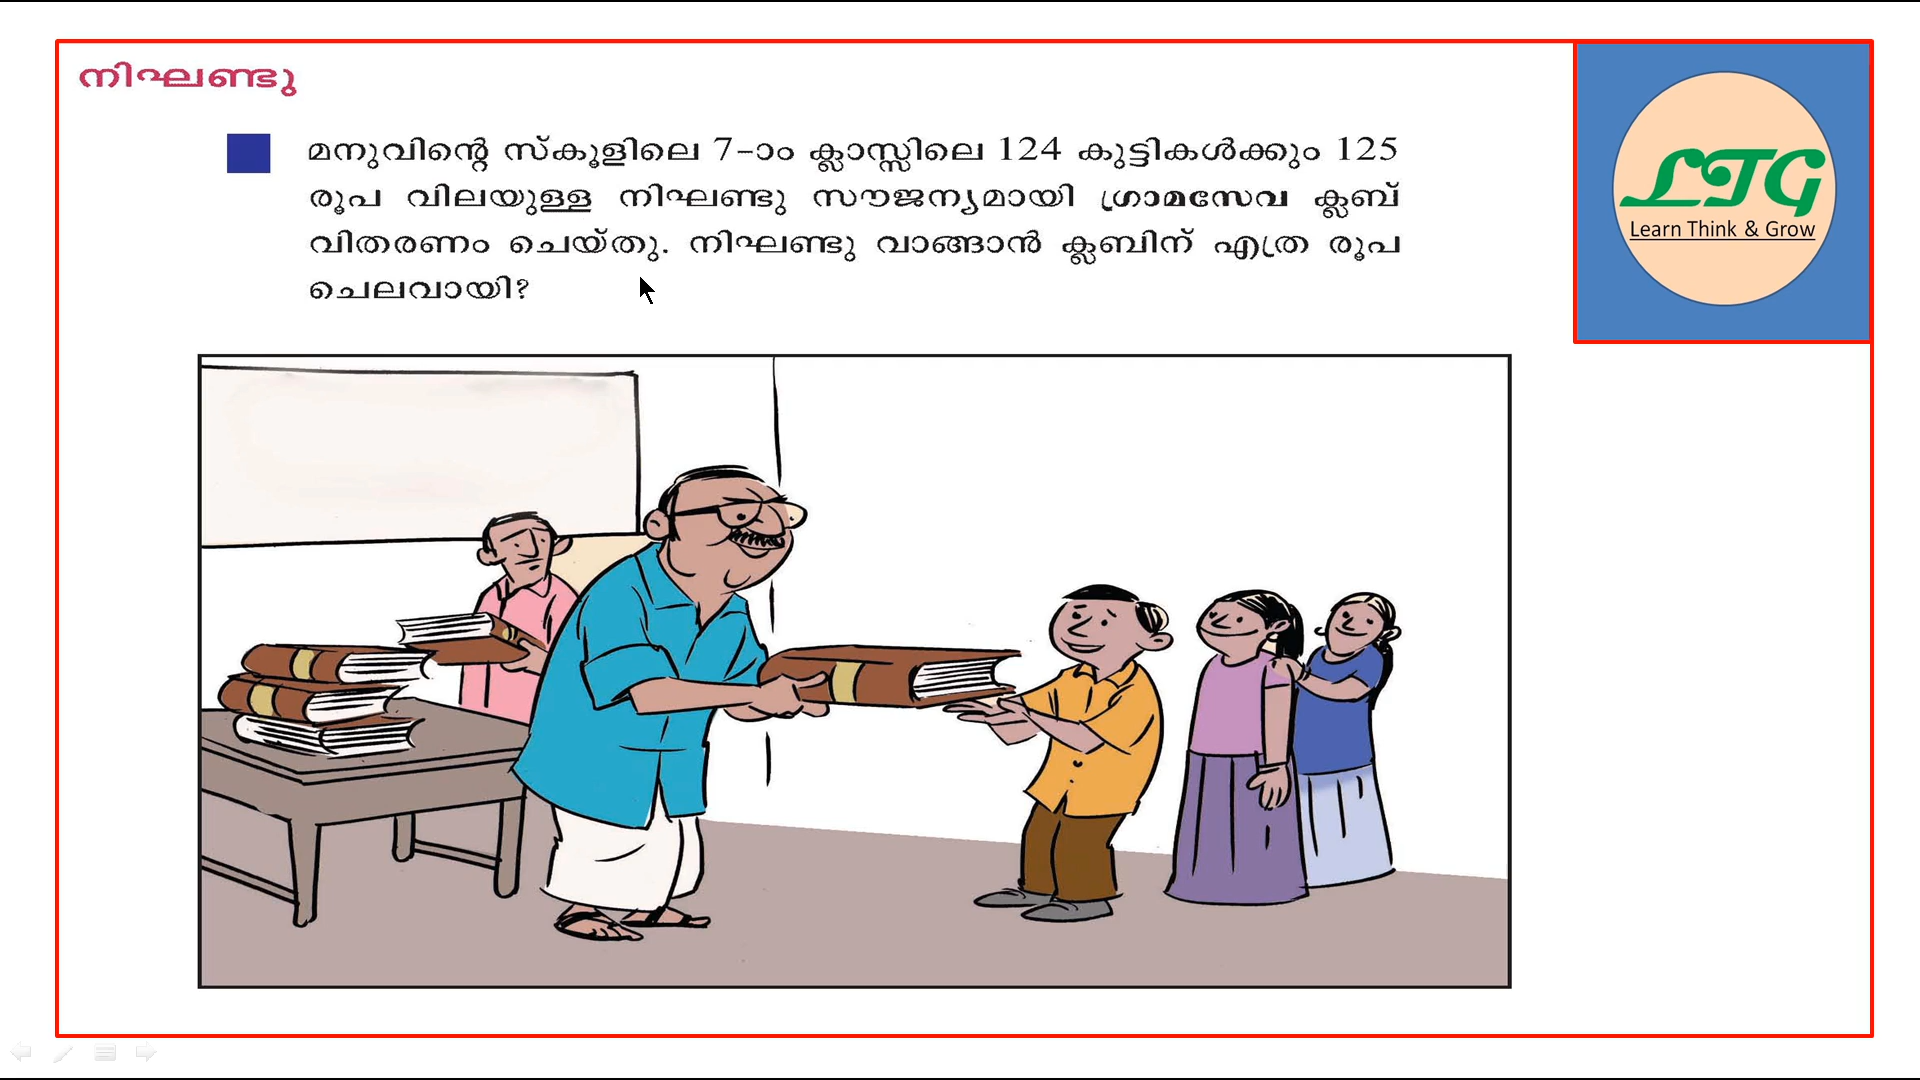 നിഘണ്ടു
മനുവിന്റെ സ്കൂളിലെ 7-ാം ക്ലാസ്സിലെ 124 കുട്ടികൾക്കും 125
രൂപ വിലയുള്ള നിഘണ്ടു സൗജന്യമായി ഗ്രാമസേവ ക്ലബ്
വിതരണം ചെയ്തു. നിഘണ്ടു വാങ്ങാൻ ക്ലബിന് എത്ര രൂപ
ചെലവായി?
LTG
Learn Think & Grow